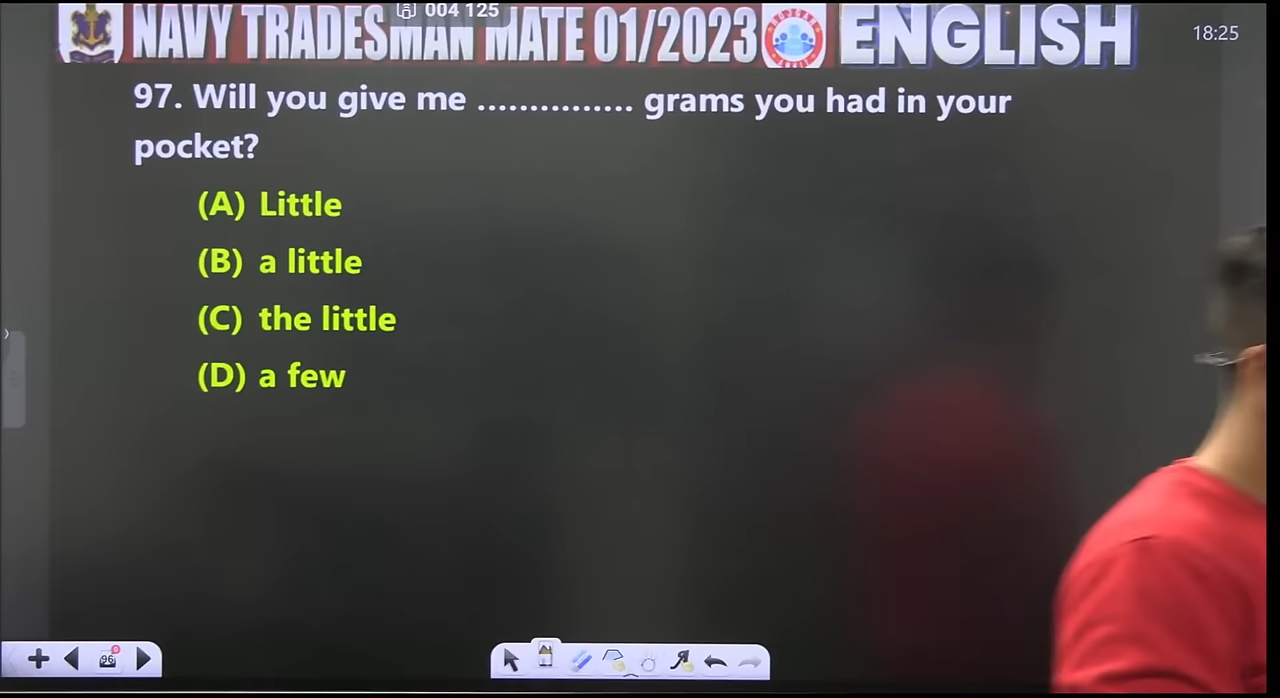 004 125
NAVY TRADESMAN MATE 01/2023 ENGLISH
18:25
97. Will you give me ............... grams you had in your
pocket?
(A) Little
(B) a little
(C) the little
(D) a few
96
9